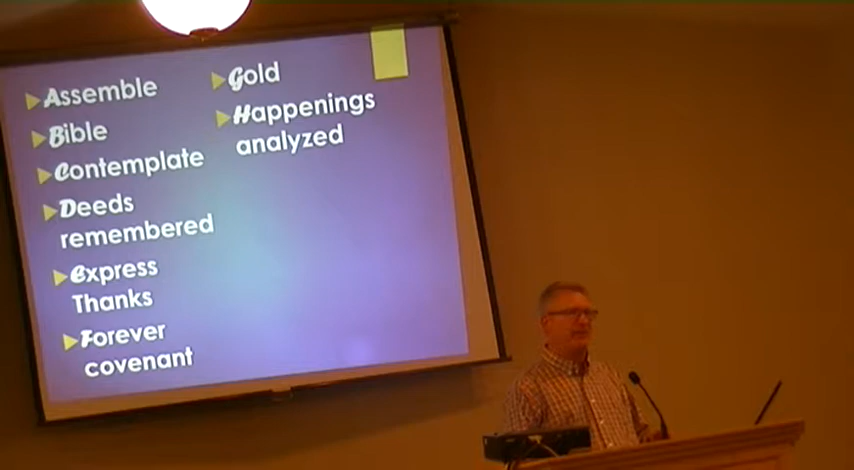 Assemble
Bible
Contemplate
Deeds
remembered
Express
Thanks
Forever
covenant
Gold
Happenings
analyzed